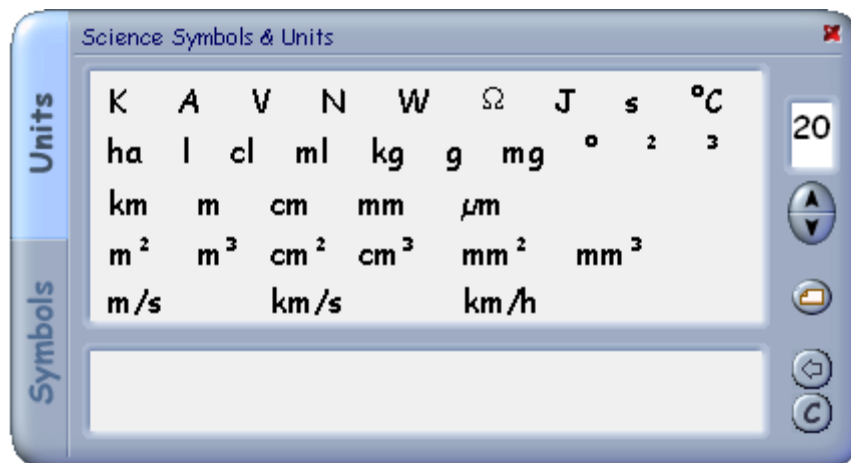 Science Symbols & Units
Units
Symbols
K A V N W Ω J s °C
ha l cl ml kg g mg ° ² ³
km m cm mm µm
m² m³ cm² cm³ mm² mm³
m/s km/s km/h
20
C